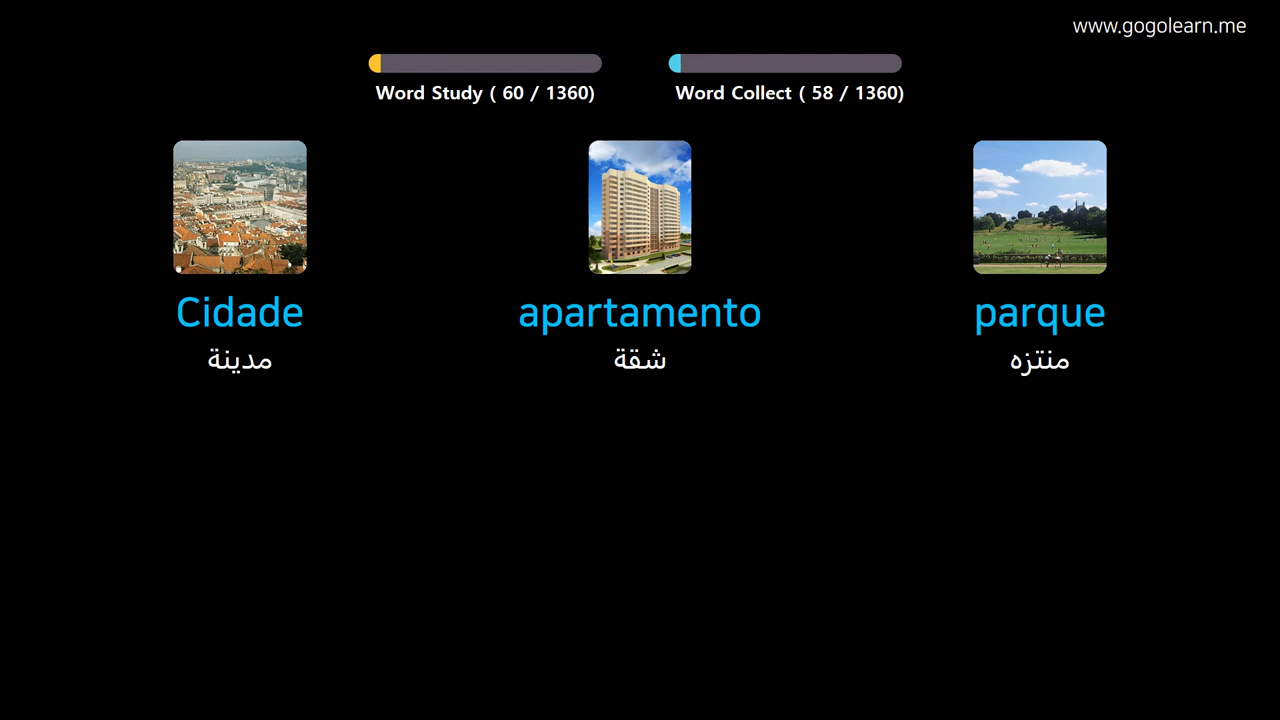 www.gogolearn.me
Word Study ( 60 / 1360)
Word Collect ( 58 / 1360)
Cidade
مدينة
apartamento
شقة
parque
منتزه